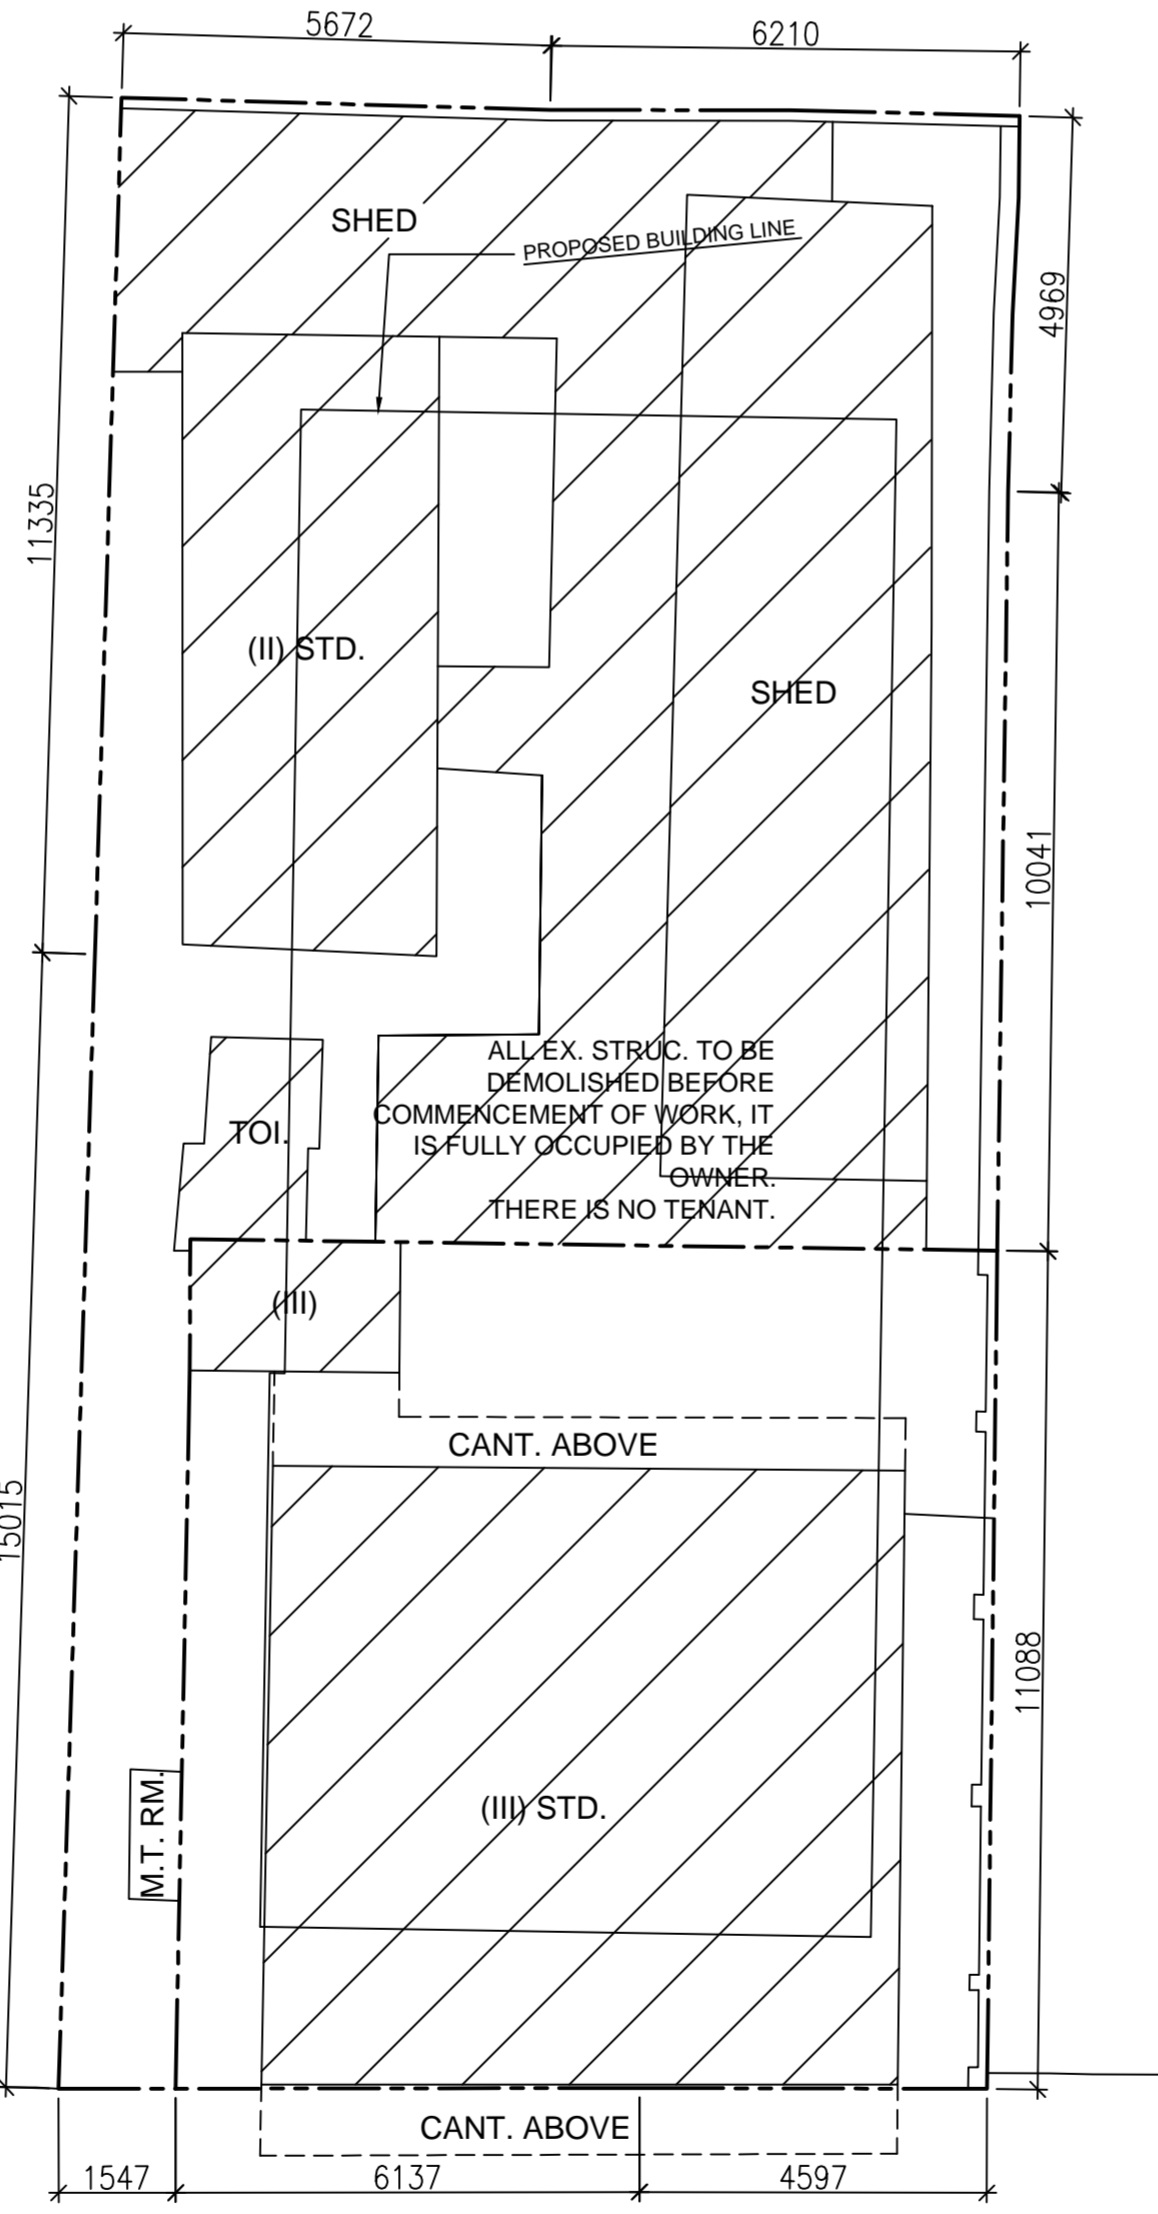 5672
6210
SHED
PROPOSED BUILDING LINE
4969
11335
(II) STD.
SHED
10041
ALL EX. STRUC. TO BE
DEMOLISHED BEFORE
COMMENCEMENT OF WORK, IT
IS FULLY OCCUPIED BY THE
OWNER.
THERE IS NO TENANT.
TOI.
(III)
CANT. ABOVE
15015
11088
(III) STD.
M.T. RM.
CANT. ABOVE
1547
6137
4597